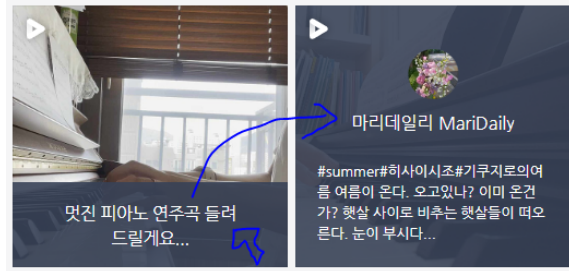 멋진 피아노 연주곡 들려
드릴게요...
마리데일리 MariDaily
#summer#히사이시조#기쿠지로의여
름 여름이 온다. 오고있나? 이미 온건
가? 햇살 사이로 비추는 햇살들이 떠오
른다. 눈이 부시다...